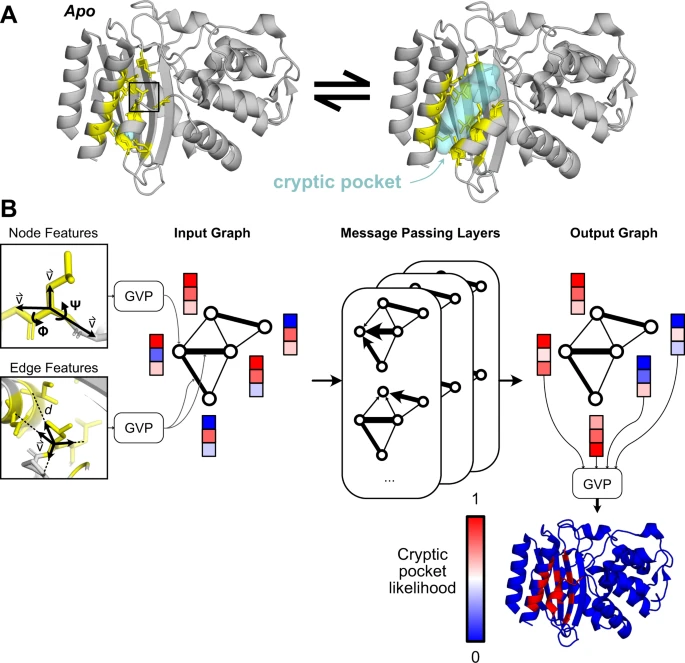 A
Apo
cryptic pocket
B
Node Features
Input Graph
Message Passing Layers
Output Graph
v⃗
v⃗
Ψ
Φ
v⃗
GVP
Edge Features
d
v⃗
GVP
...
GVP
1
Cryptic
pocket
likelihood
0